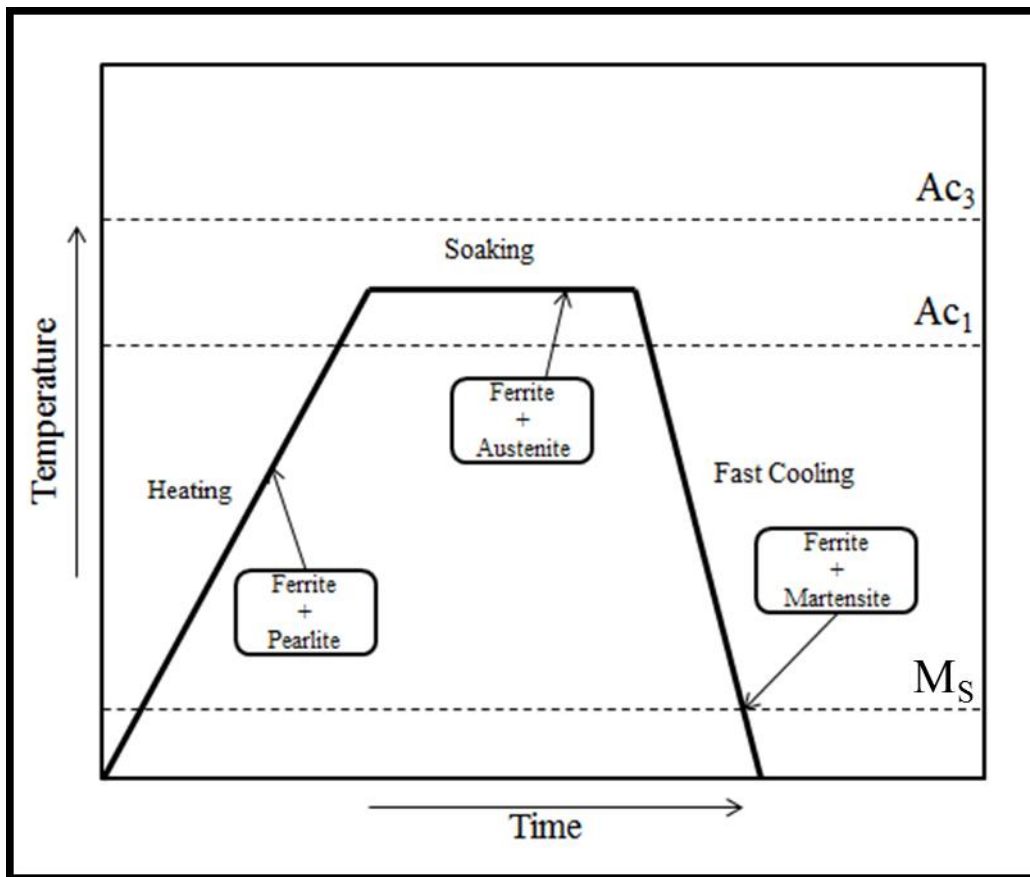 Ac3
Soaking
Ac1
Ferrite
+
Austenite
Temperature
Heating
Fast Cooling
Ferrite
+
Martensite
Ferrite
+
Pearlite
MS
Time